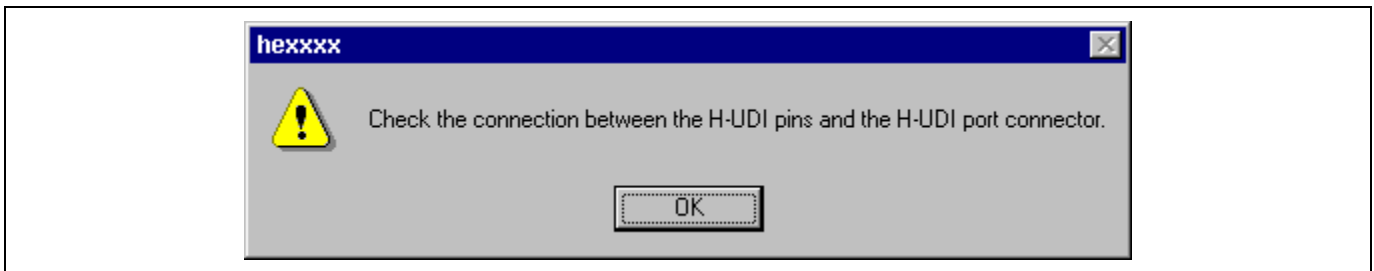 hexxxx
Check the connection between the H-UDI pins and the H-UDI port connector.
OK